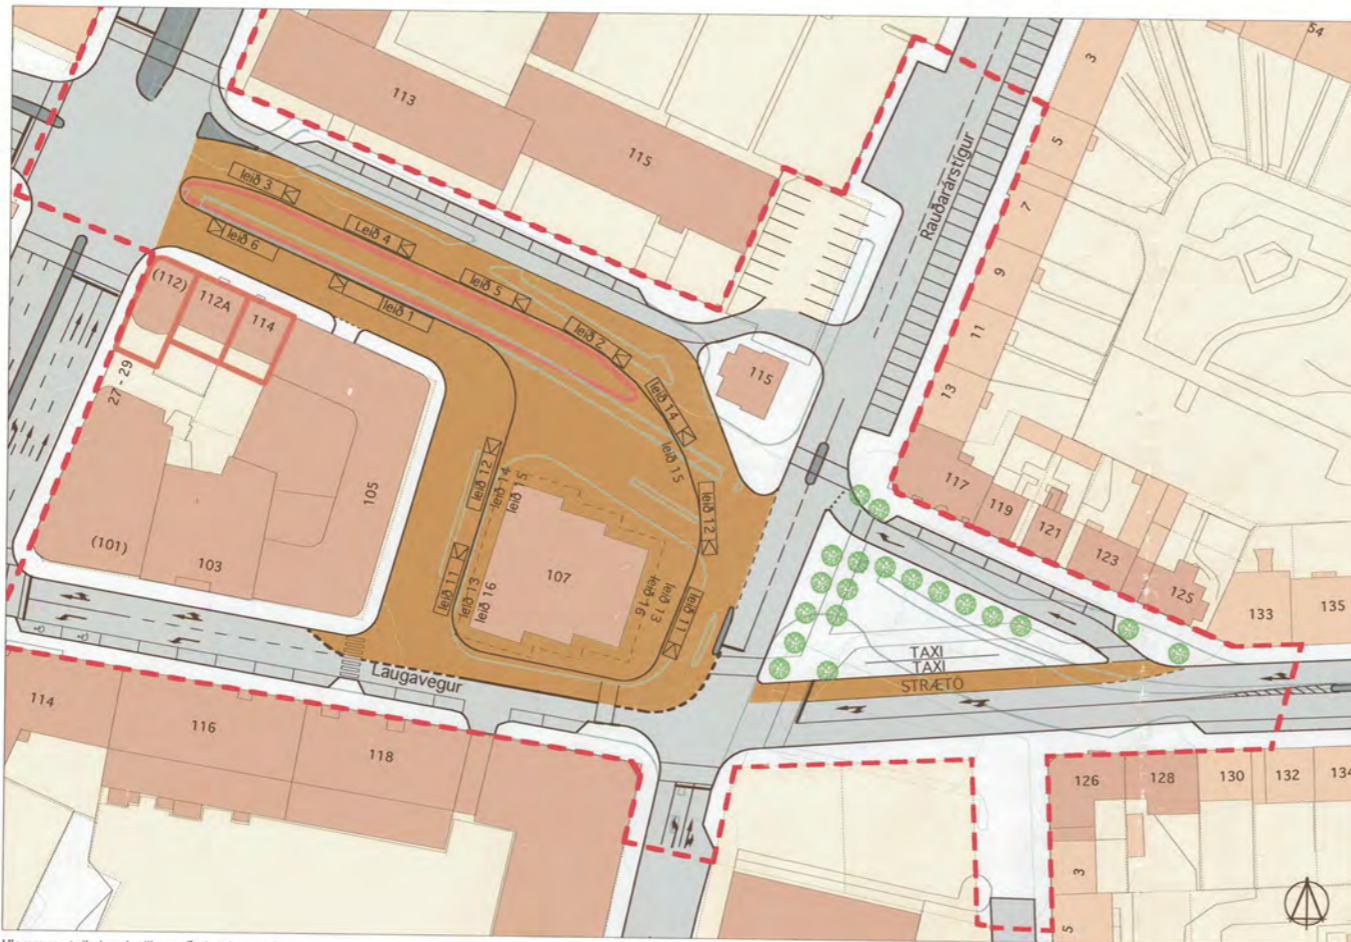 54
3
113
5
115
Rauðarárstígur
7
leið 3
Leið 4
leið 6
9
(112)
112A
leið 5
leið 1
114
11
leið 2
27 - 29
115
13
leið 14
leið 15
leið 12
leið 14
leið 15
117
105
119
leið 12
121
(101)
103
107
123
leið 11
leið 13
leið 16
leið 16
leið 13
leið 11
125
133
135
TAXI
TAXI
STRÆTÓ
Laugavegur
114
116
118
126
128
130
132
134
3
5